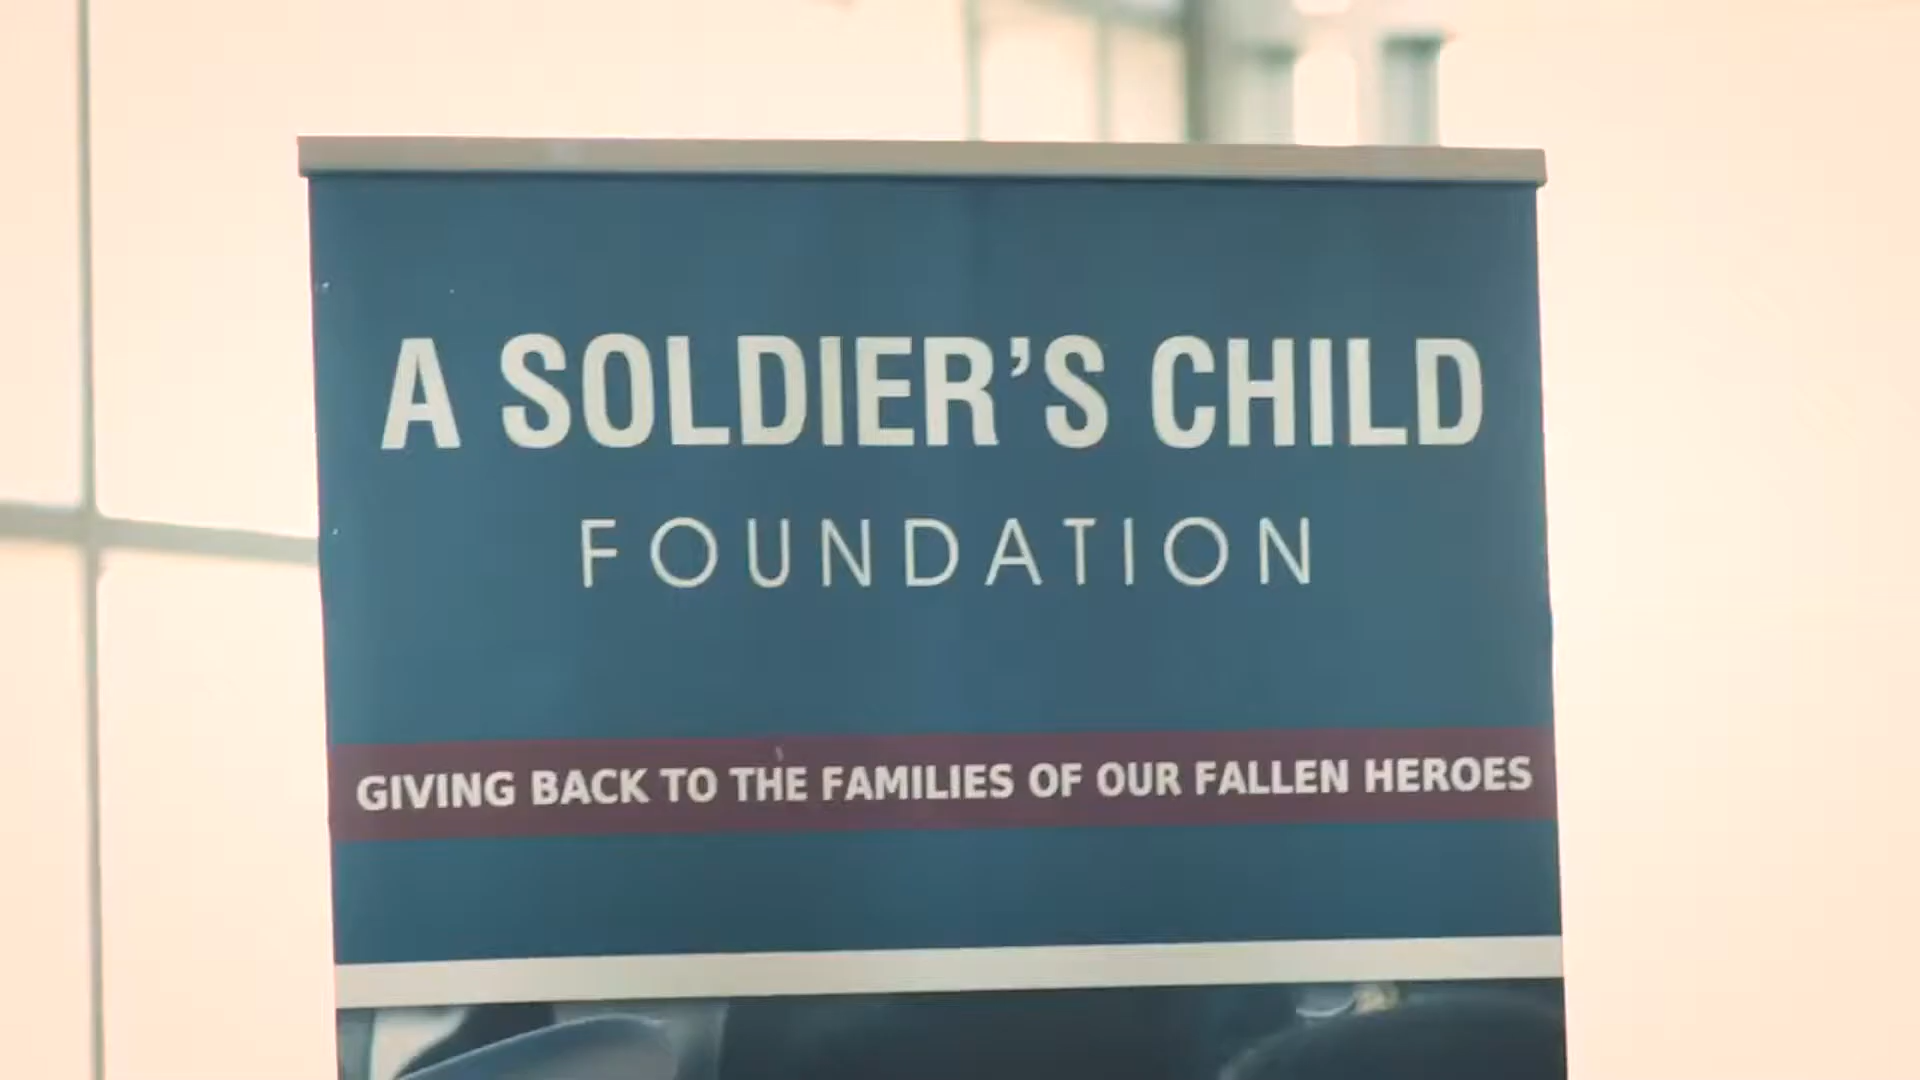 A SOLDIER’S CHILD
FOUNDATION
GIVING BACK TO THE FAMILIES OF OUR FALLEN HEROES